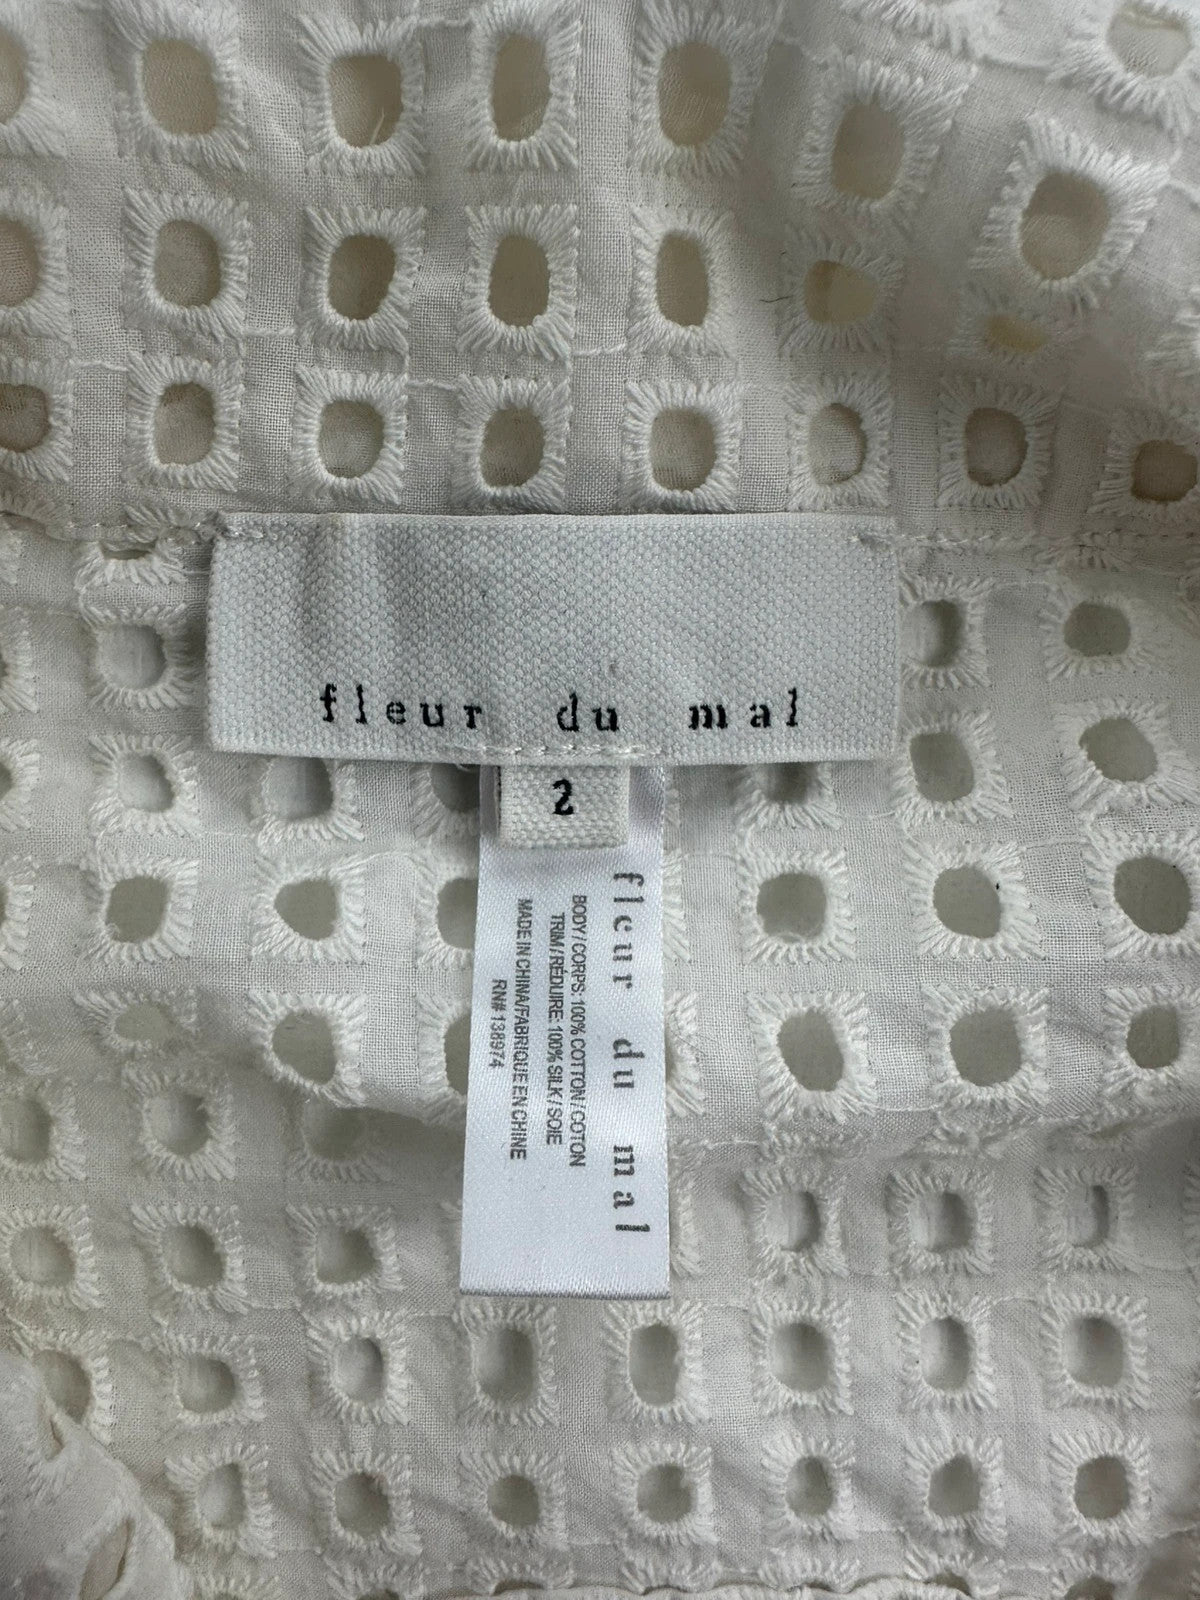 fleur du mal
2
fleur du mal
BODY/CORPS: 100% COTTON/COTON
TRIM/RÉDUIRE: 100% SILK/SOIE
MADE IN CHINA/FABRIQUE EN CHINE
RN# 138974